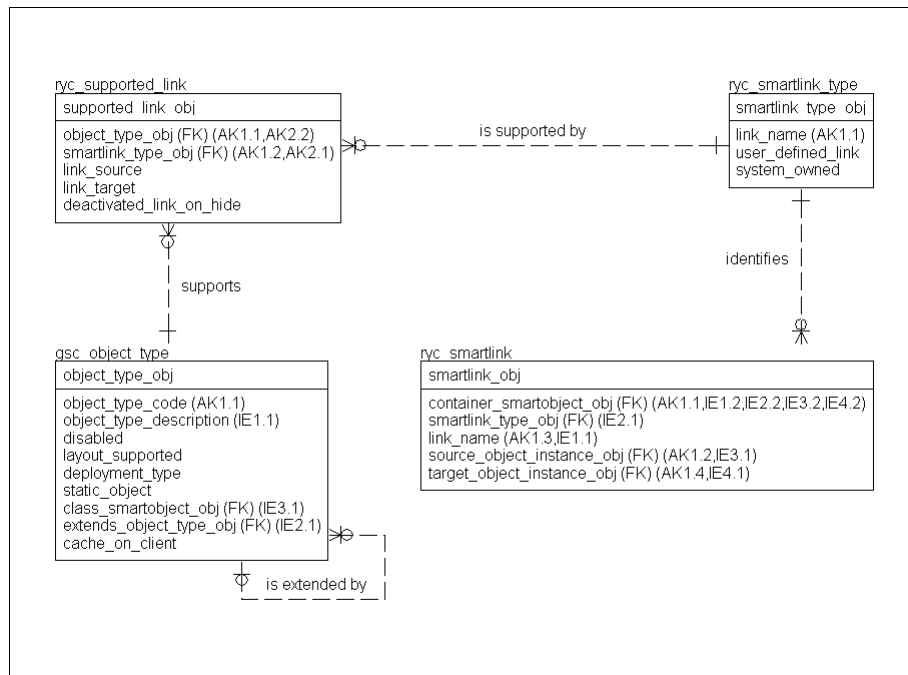 ryc_supported_link
supported_link_obj
object_type_obj (FK) (AK1.1,AK2.2)
smartlink_type_obj (FK) (AK1.2,AK2.1)
link_source
link_target
deactivated_link_on_hide
is supported by
ryc_smartlink_type
smartlink_type_obj
link_name (AK1.1)
user_defined_link
system_owned
supports
identifies
gsc_object_type
object_type_obj
object_type_code (AK1.1)
object_type_description (IE1.1)
disabled
layout_supported
deployment_type
static_object
class_smartobject_obj (FK) (IE3.1)
extends_object_type_obj (FK) (IE2.1)
cache_on_client
is extended by
ryc_smartlink
smartlink_obj
container_smartobject_obj (FK) (AK1.1,IE1.2,IE2.2,IE3.2,IE4.2)
smartlink_type_obj (FK) (IE2.1)
link_name (AK1.3,IE1.1)
source_object_instance_obj (FK) (AK1.2,IE3.1)
target_object_instance_obj (FK) (AK1.4,IE4.1)